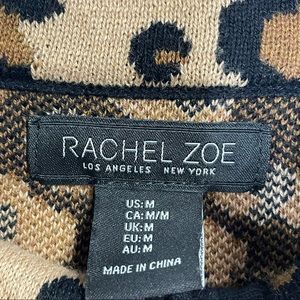 RACHEL ZOE
LOS ANGELES NEW YORK
US: M
CA: M/M
UK: M
EU: M
AU: M
MADE IN CHINA